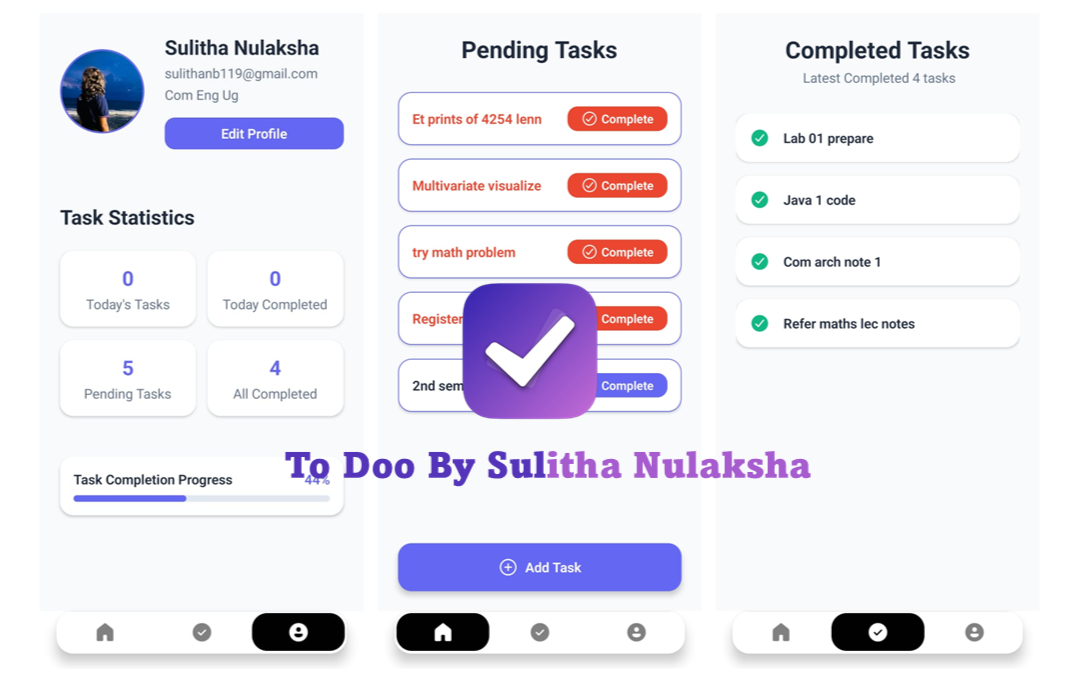 Sulitha Nulaksha
sulithanb119@gmail.com
Com Eng Ug
Edit Profile
Task Statistics
0
Today's Tasks
0
Today Completed
5
Pending Tasks
4
All Completed
Task Completion Progress
44%
Pending Tasks
Et prints of 4254 lenn
Complete
Multivariate visualize
Complete
try math problem
Complete
Register
Complete
2nd sem
Complete
Add Task
Completed Tasks
Latest Completed 4 tasks
Lab 01 prepare
Java 1 code
Com arch note 1
Refer maths lec notes
To Doo By Sulitha Nulaksha